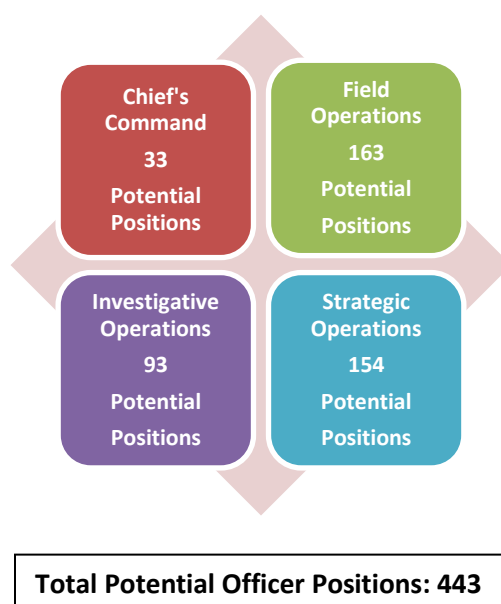 Chief's
Command
33
Potential
Positions
Field
Operations
163
Potential
Positions
Investigative
Operations
93
Potential
Positions
Strategic
Operations
154
Potential
Positions
Total Potential Officer Positions: 443